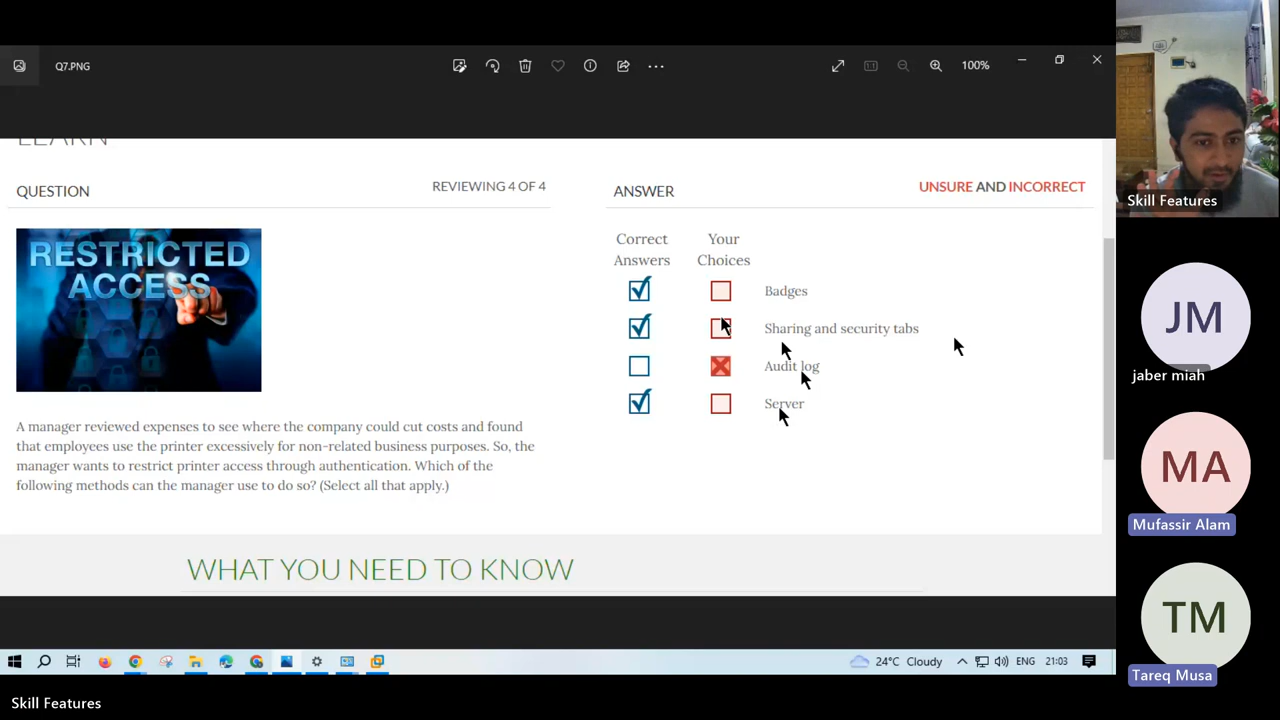 Q7.PNG
100%
LEARN
QUESTION
REVIEWING 4 OF 4
RESTRICTED
ACCESS
A manager reviewed expenses to see where the company could cut costs and found
that employees use the printer excessively for non-related business purposes. So, the
manager wants to restrict printer access through authentication. Which of the
following methods can the manager use to do so? (Select all that apply.)
ANSWER
UNSURE AND INCORRECT
Correct
Answers
Your
Choices
Badges
Sharing and security tabs
Audit log
Server
WHAT YOU NEED TO KNOW
24°C Cloudy
ENG
21:03
Skill Features
Skill Features
JM
jaber miah
MA
Mufassir Alam
TM
Tareq Musa